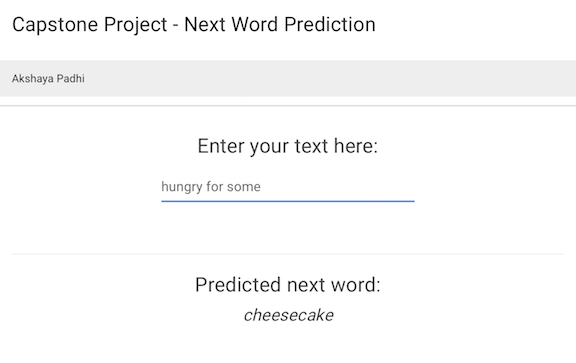 Capstone Project - Next Word Prediction
Akshaya Padhi
Enter your text here:
hungry for some
Predicted next word:
cheesecake